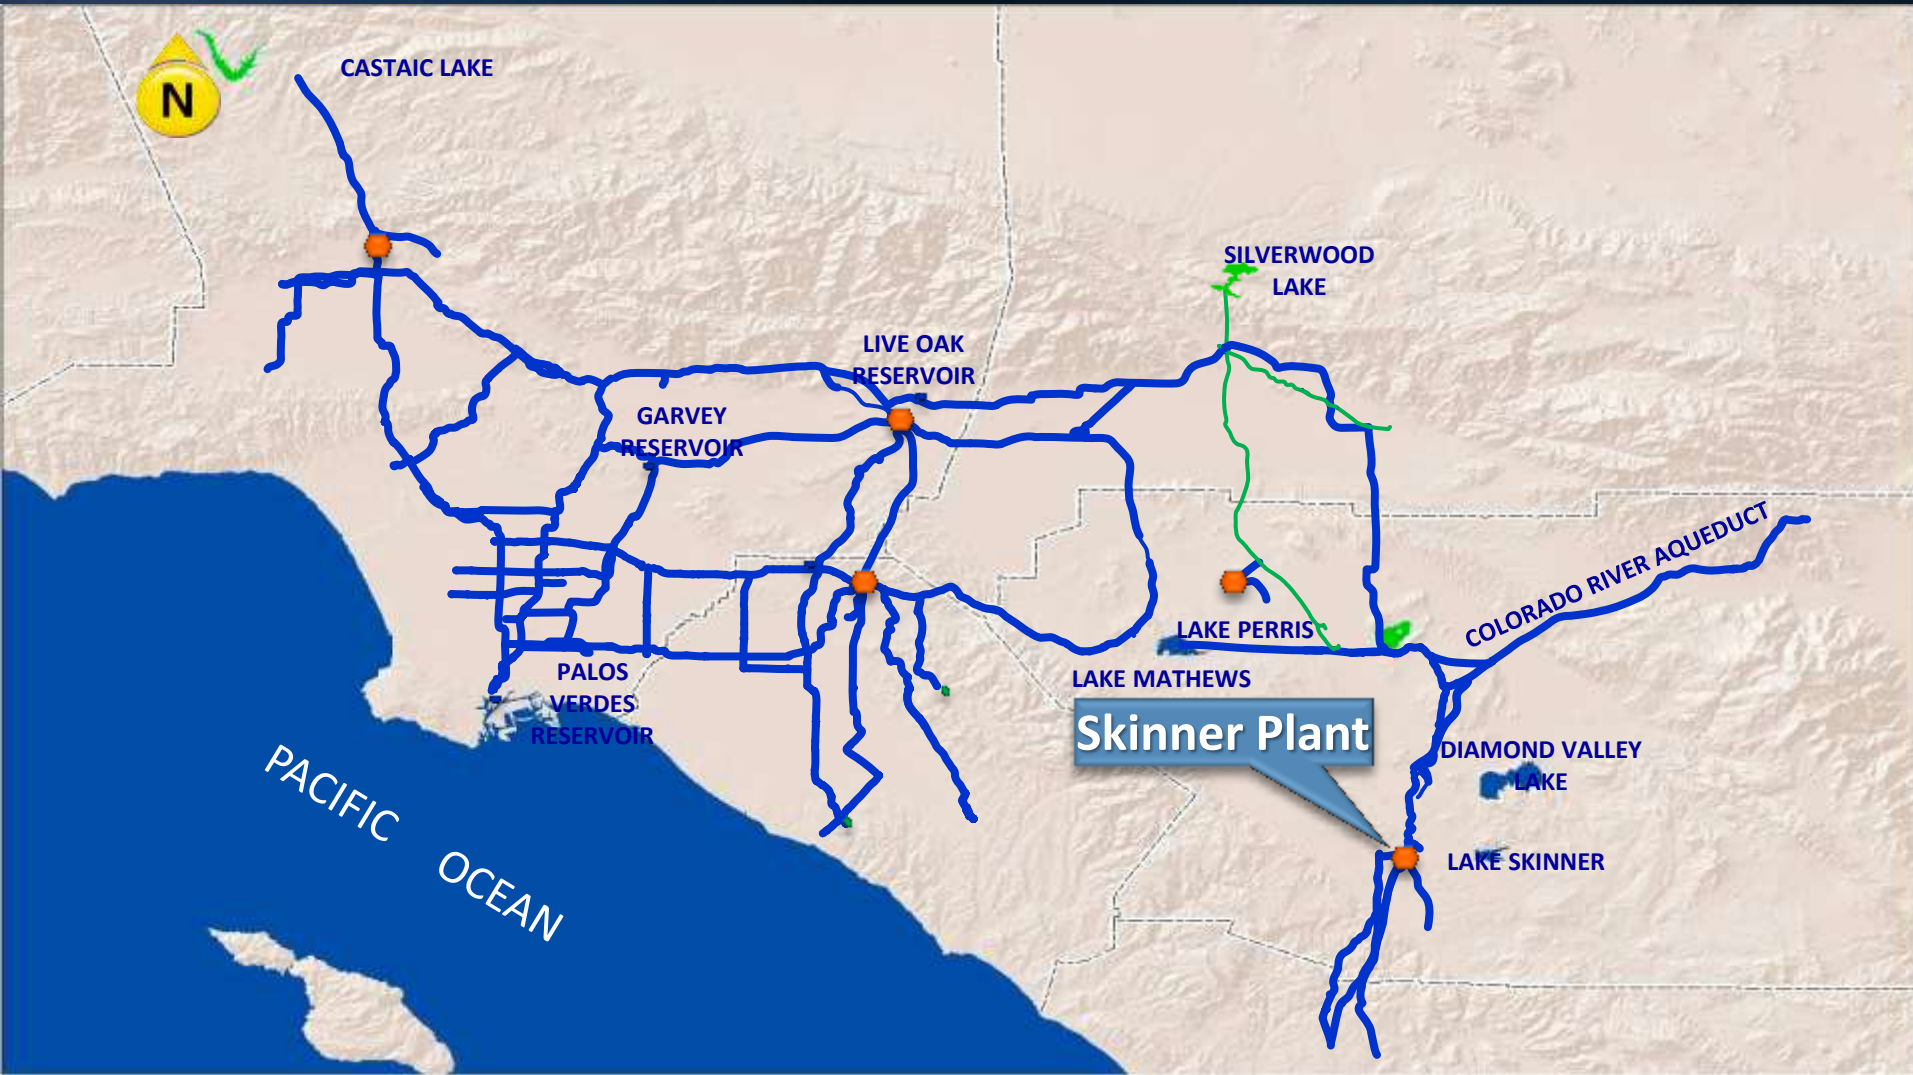 N
CASTAIC LAKE
SILVERWOOD
LAKE
LIVE OAK
RESERVOIR
GARVEY
RESERVOIR
COLORADO RIVER AQUEDUCT
LAKE PERRIS
PALOS
VERDES
RESERVOIR
LAKE MATHEWS
Skinner Plant
DIAMOND VALLEY
LAKE
PACIFIC
OCEAN
LAKE SKINNER